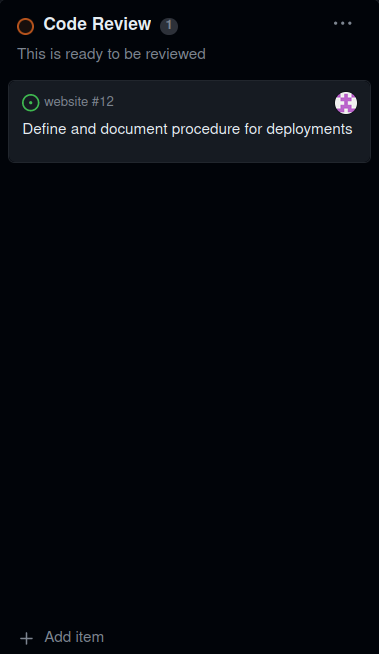 Code Review 1
This is ready to be reviewed
website #12
Define and document procedure for deployments
Add item